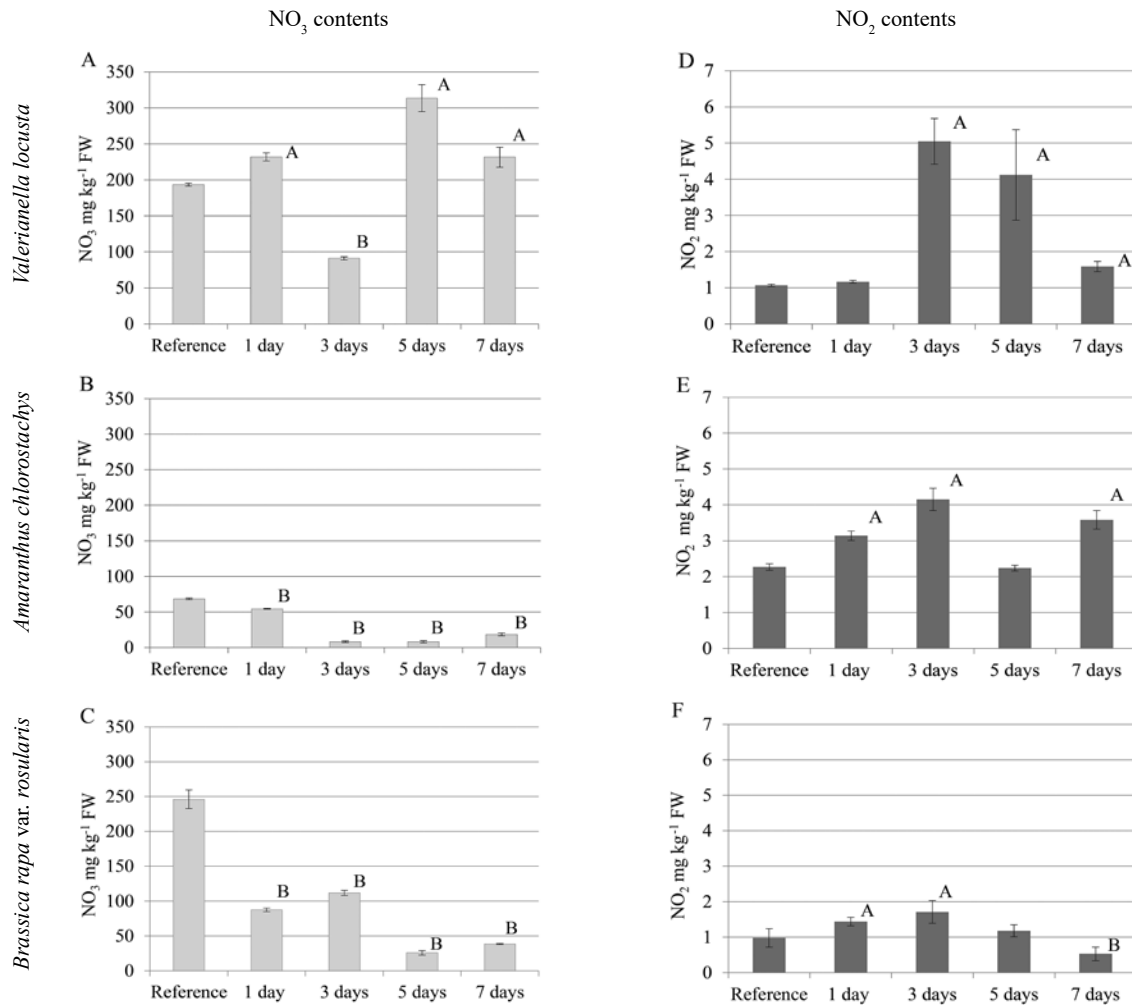 NO₃ contents
NO₂ contents
Valerianella locusta
A
NO₃ mg kg⁻¹ FW
350
300
250
200
150
100
50
0
A
B
A
A
Reference 1 day 3 days 5 days 7 days
D
NO₂ mg kg⁻¹ FW
7
6
5
4
3
2
1
0
A
A
A
Reference 1 day 3 days 5 days 7 days
Amaranthus chlorostachys
B
NO₃ mg kg⁻¹ FW
350
300
250
200
150
100
50
0
B
B
B
B
Reference 1 day 3 days 5 days 7 days
E
NO₂ mg kg⁻¹ FW
7
6
5
4
3
2
1
0
A
A
A
Reference 1 day 3 days 5 days 7 days
Brassica rapa var. rosularis
C
NO₃ mg kg⁻¹ FW
350
300
250
200
150
100
50
0
B
B
B
B
Reference 1 day 3 days 5 days 7 days
F
NO₂ mg kg⁻¹ FW
7
6
5
4
3
2
1
0
A
A
B
Reference 1 day 3 days 5 days 7 days